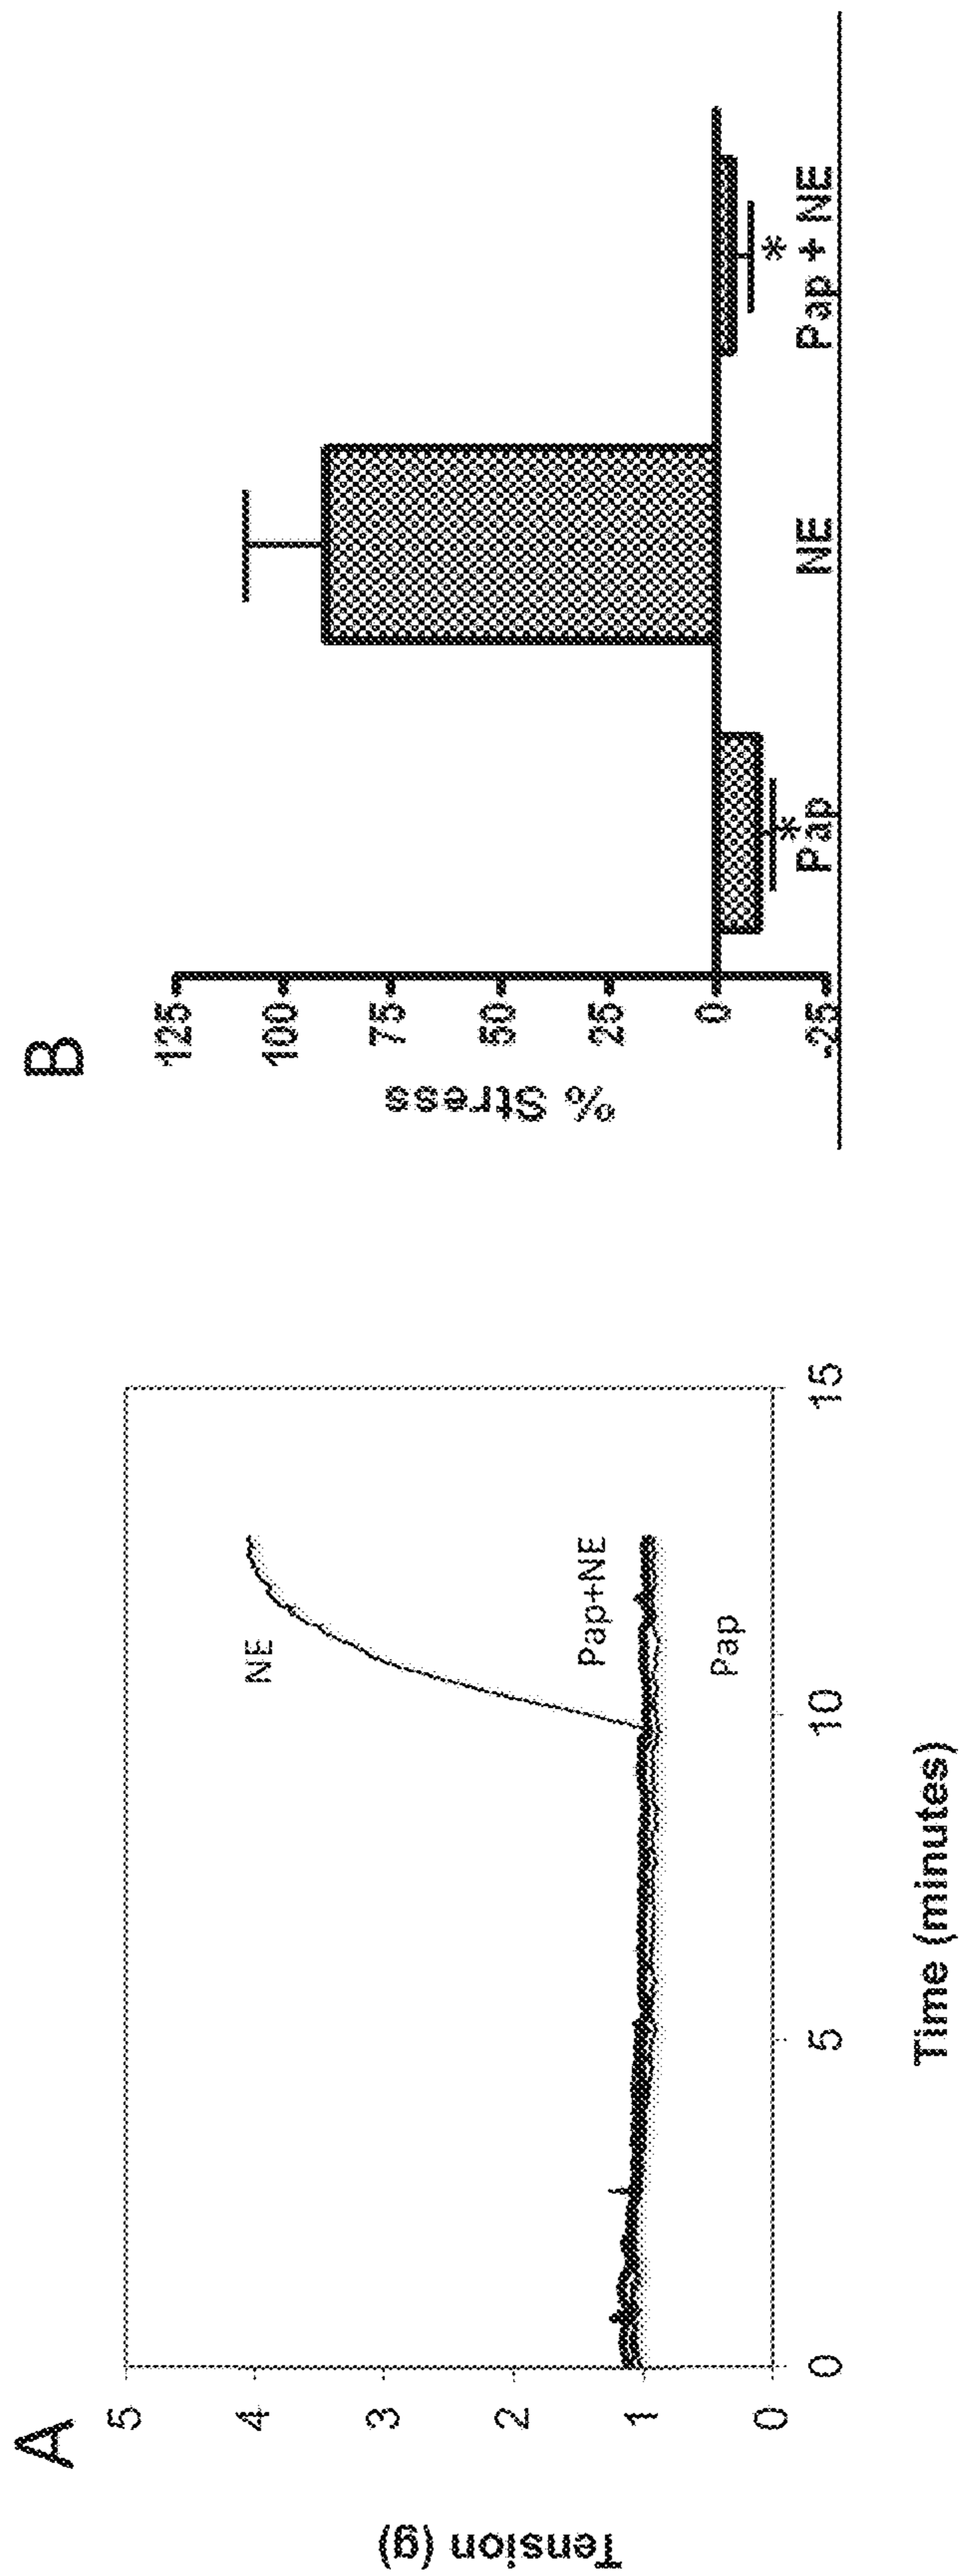 A
Tension (g)
5
4
3
2
1
0
NE
Pap+NE
Pap
0
5
10
15
Time (minutes)
B
% Stress
125
100
75
50
25
0
-25
*
*
Pap
NE
Pap + NE